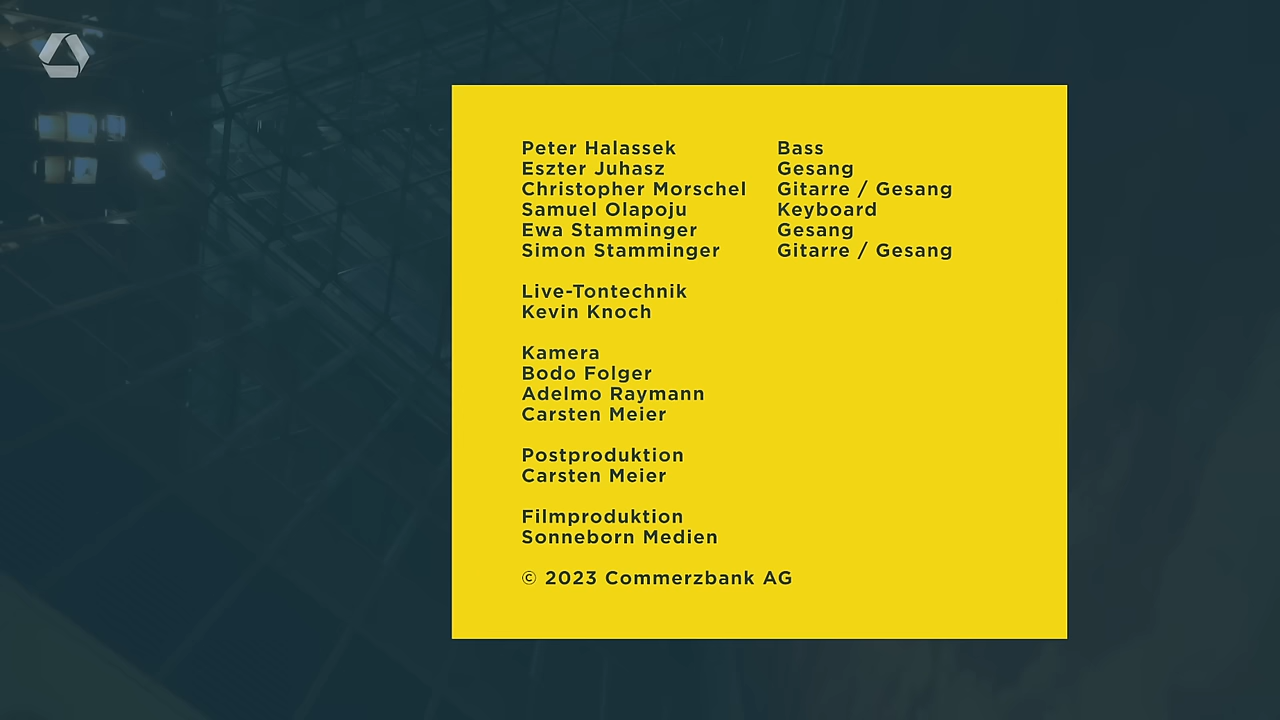 Peter Halassek Bass
Eszter Juhasz Gesang
Christopher Morschel Gitarre / Gesang
Samuel Olapoju Keyboard
Ewa Stamminger Gesang
Simon Stamminger Gitarre / Gesang
Live-Tontechnik
Kevin Knoch
Kamera
Bodo Folger
Adelmo Raymann
Carsten Meier
Postproduktion
Carsten Meier
Filmproduktion
Sonneborn Medien
© 2023 Commerzbank AG